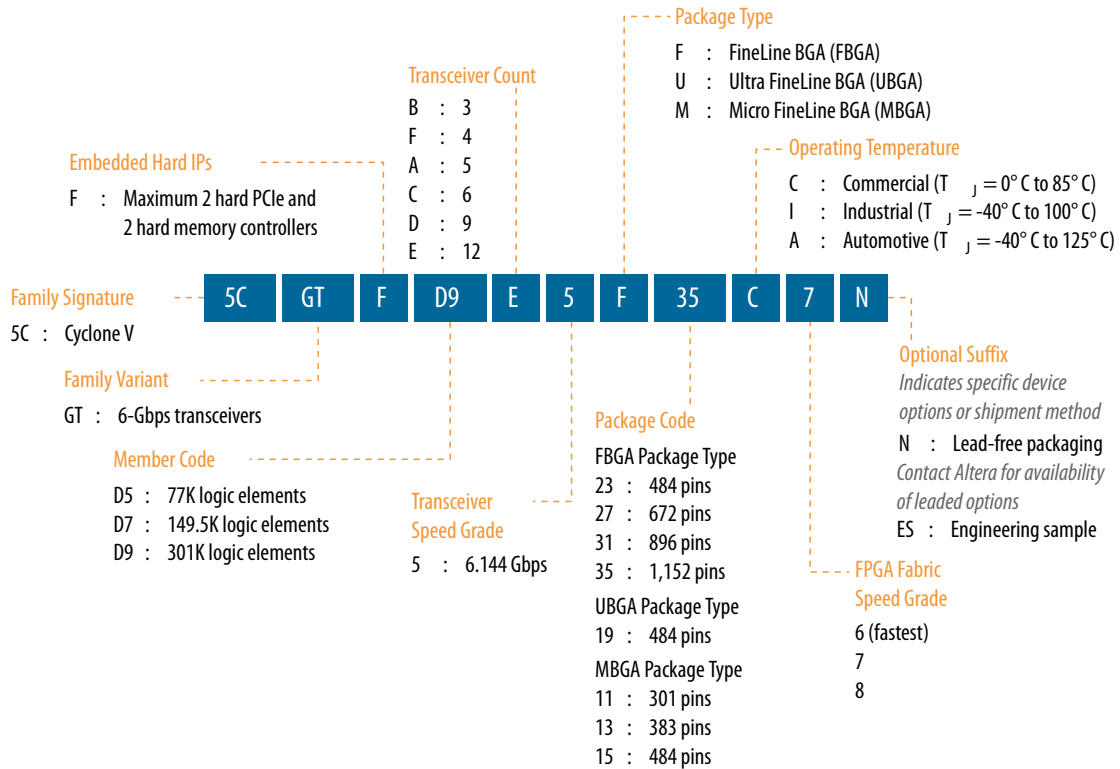 Package Type
F : FineLine BGA (FBGA)
U : Ultra FineLine BGA (UBGA)
M : Micro FineLine BGA (MBGA)
Transceiver Count
B : 3
F : 4
A : 5
C : 6
D : 9
E : 12
Embedded Hard IPs
F : Maximum 2 hard PCIe and
2 hard memory controllers
Operating Temperature
C : Commercial (T J = 0° C to 85° C)
I : Industrial (T J = -40° C to 100° C)
A : Automotive (T J = -40° C to 125° C)
5C GT F D9 E 5 F 35 C 7 N
Family Signature
5C : Cyclone V
Family Variant
GT : 6-Gbps transceivers
Member Code
D5 : 77K logic elements
D7 : 149.5K logic elements
D9 : 301K logic elements
Transceiver
Speed Grade
5 : 6.144 Gbps
Package Code
FBGA Package Type
23 : 484 pins
27 : 672 pins
31 : 896 pins
35 : 1,152 pins
UBGA Package Type
19 : 484 pins
MBGA Package Type
11 : 301 pins
13 : 383 pins
15 : 484 pins
FPGA Fabric
Speed Grade
6 (fastest)
7
8
Optional Suffix
Indicates specific device
options or shipment method
N : Lead-free packaging
Contact Altera for availability
of leaded options
ES : Engineering sample